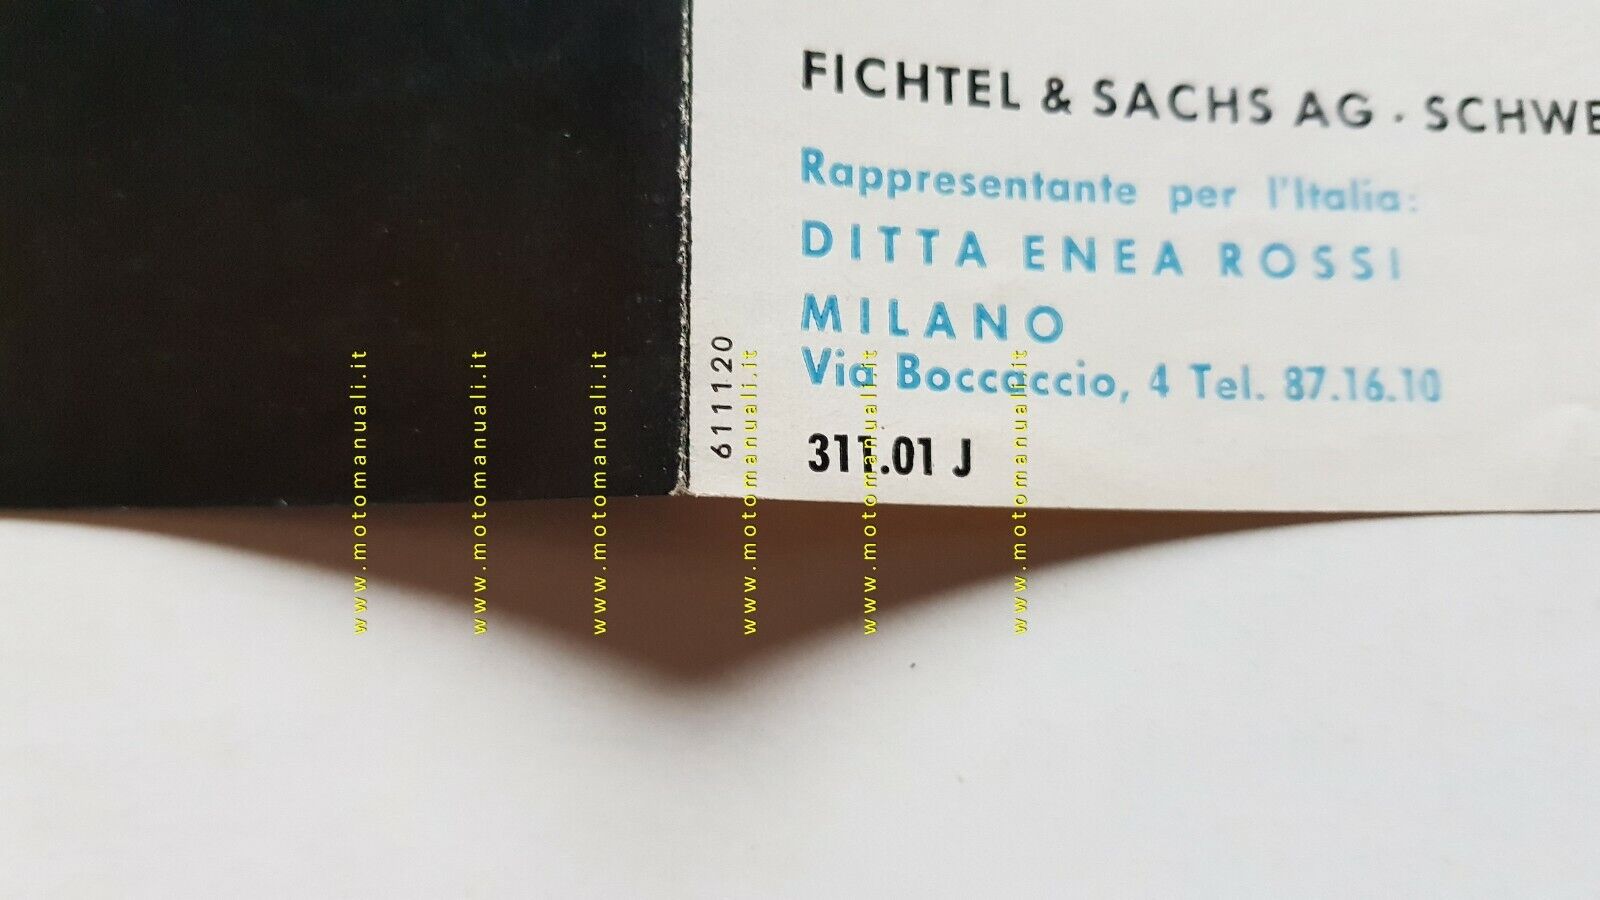 FICHTEL & SACHS AG · SCHWE
Rappresentante per l'Italia:
DITTA ENEA ROSSI
MILANO
Via Boccaccio, 4 Tel. 87.16.10
311.01 J
611120
www.motomanuali.it
www.motomanuali.it
www.motomanuali.it
www.motomanuali.it
www.motomanuali.it
www.motomanuali.it